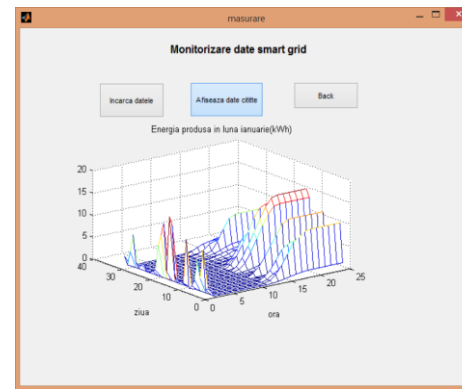 masurare
Monitorizare date smart grid
Incarca datele
Afiseaza date citite
Back
Energia produsa in luna ianuarie(kWh)
20
15
10
5
0
40
30
20
10
0
ziua
0
5
10
15
20
25
ora